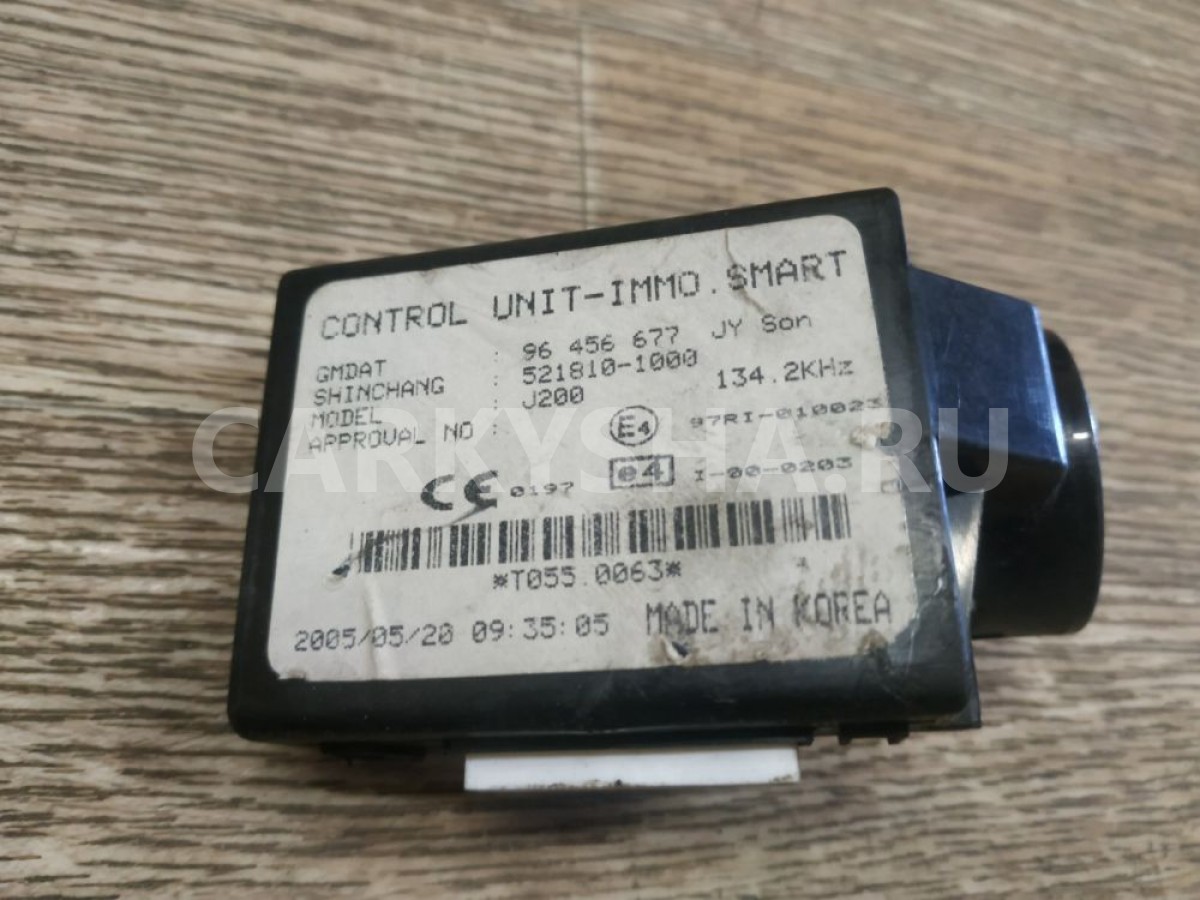 CONTROL UNIT-IMMO.SMART
GMDAT : 96 456 677 JY Son
SHINCHANG : 521810-1000
MODEL : J200 134.2KHz
APPROVAL NO : E4 97RI-010023
CE 0197 e4 I-00-0203
*T055.0063*
2005/05/20 09:35:05 MADE IN KOREA
CARKYSHA.RU